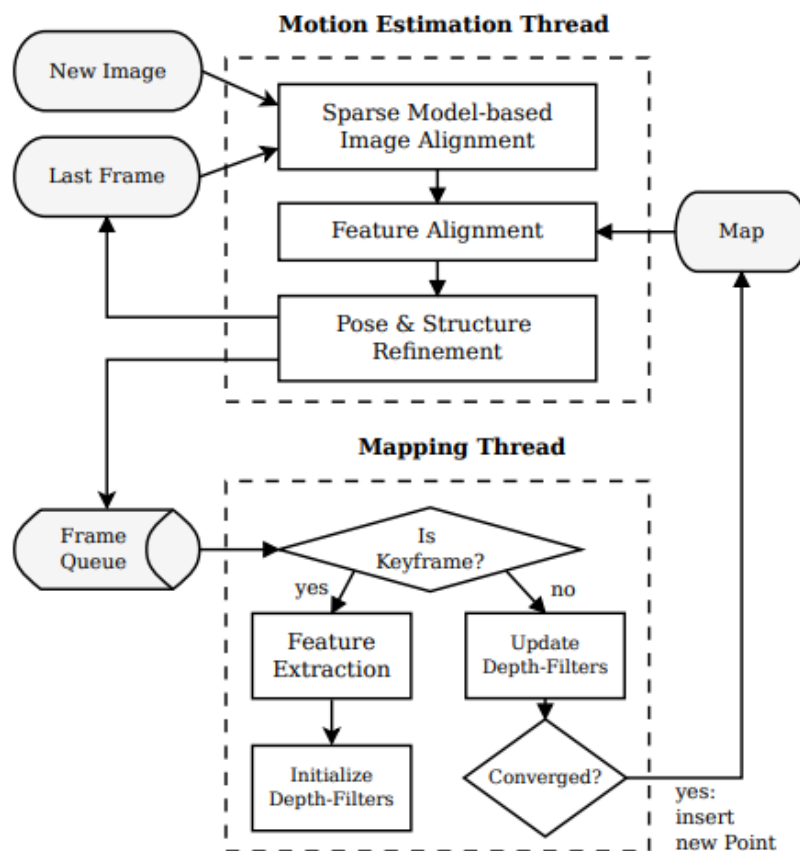 Motion Estimation Thread
New Image
Sparse Model-based
Image Alignment
Last Frame
Feature Alignment
Map
Pose & Structure
Refinement
Mapping Thread
Frame
Queue
Is
Keyframe?
yes
no
Feature
Extraction
Update
Depth-Filters
Initialize
Depth-Filters
Converged?
yes:
insert
new Point